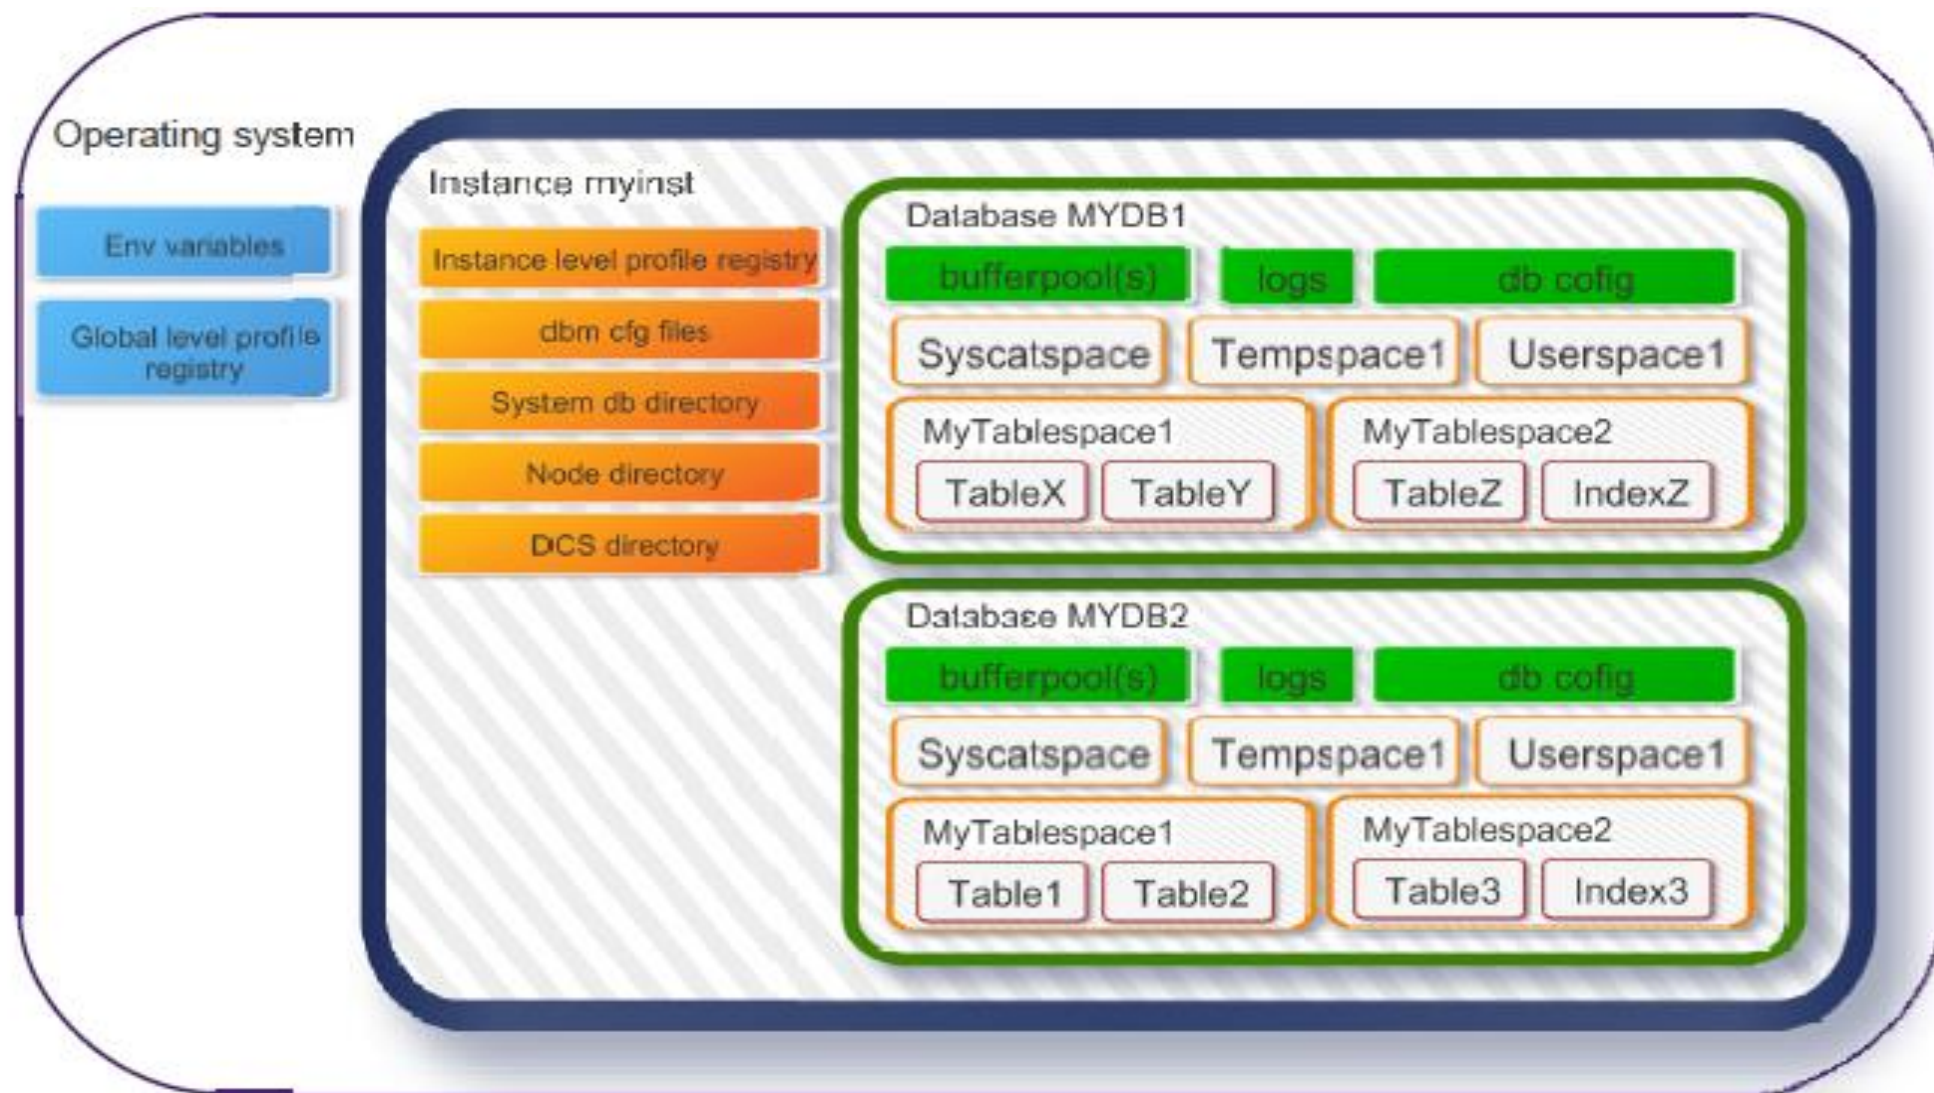 Operating system
Env variables
Global level profile
registry
Instance myinst
Instance level profile registry
dbm cfg files
System db directory
Node directory
DCS directory
Database MYDB1
bufferpool(s) logs db cofig
Syscatspace Tempspace1 Userspace1
MyTablespace1 MyTablespace2
TableX TableY TableZ IndexZ
Database MYDB2
bufferpool(s) logs db cofig
Syscatspace Tempspace1 Userspace1
MyTablespace1 MyTablespace2
Table1 Table2 Table3 Index3